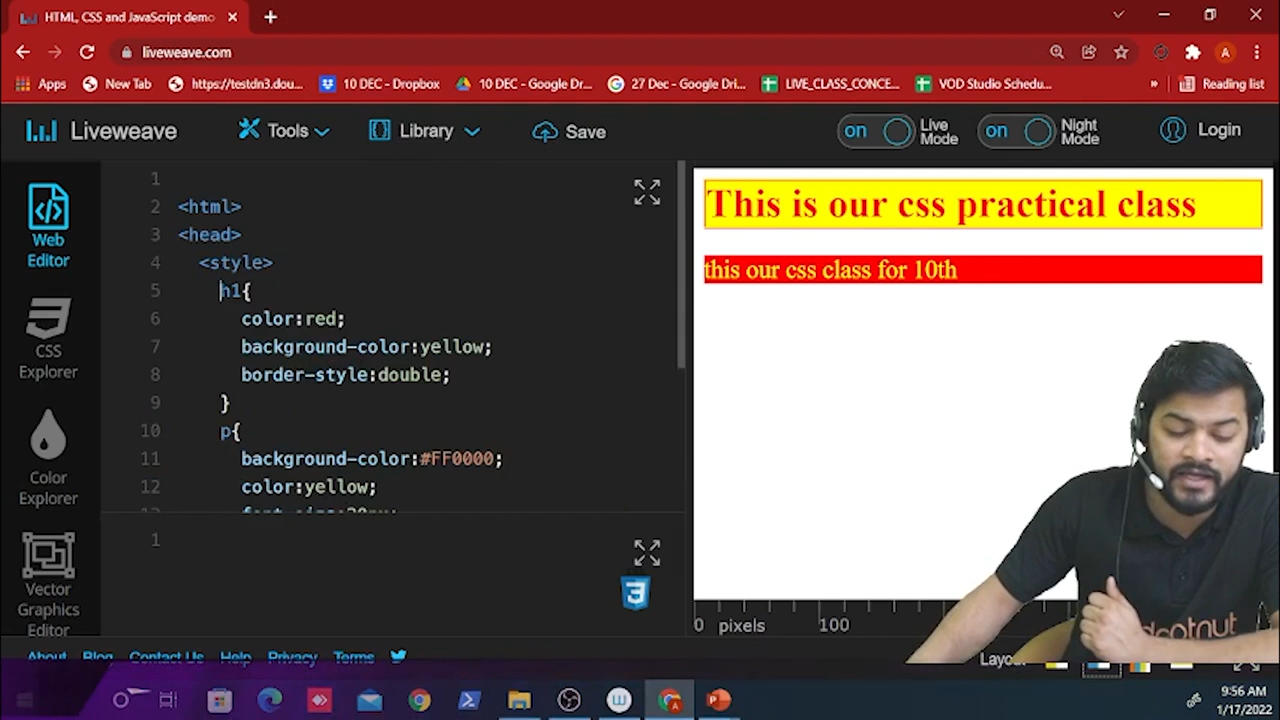 HTML, CSS and JavaScript demo
liveweave.com
A
Apps
New Tab
https://testdn3.dou...
10 DEC - Dropbox
10 DEC - Google Dr...
27 Dec - Google Dri...
LIVE_CLASS_CONCE...
VOD Studio Schedu...
»
Reading list
Liveweave
Tools
Library
Save
on
Live
Mode
on
Night
Mode
Login
Web
Editor
CSS
Explorer
Color
Explorer
Vector
Graphics
Editor
1
2 <html>
3 <head>
4 <style>
5 h1{
6 color:red;
7 background-color:yellow;
8 border-style:double;
9 }
10 p{
11 background-color:#FF0000;
12 color:yellow;
1
This is our css practical class
this our css class for 10th
0 pixels 100
About Blog Contact Us Help Privacy Terms
9:56 AM
1/17/2022